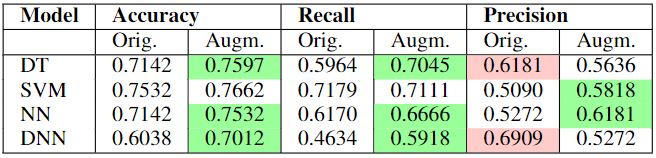 Model Accuracy Recall Precision
Orig. Augm. Orig. Augm. Orig. Augm.
DT 0.7142 0.7597 0.5964 0.7045 0.6181 0.5636
SVM 0.7532 0.7662 0.7179 0.7111 0.5090 0.5818
NN 0.7142 0.7532 0.6170 0.6666 0.5272 0.6181
DNN 0.6038 0.7012 0.4634 0.5918 0.6909 0.5272